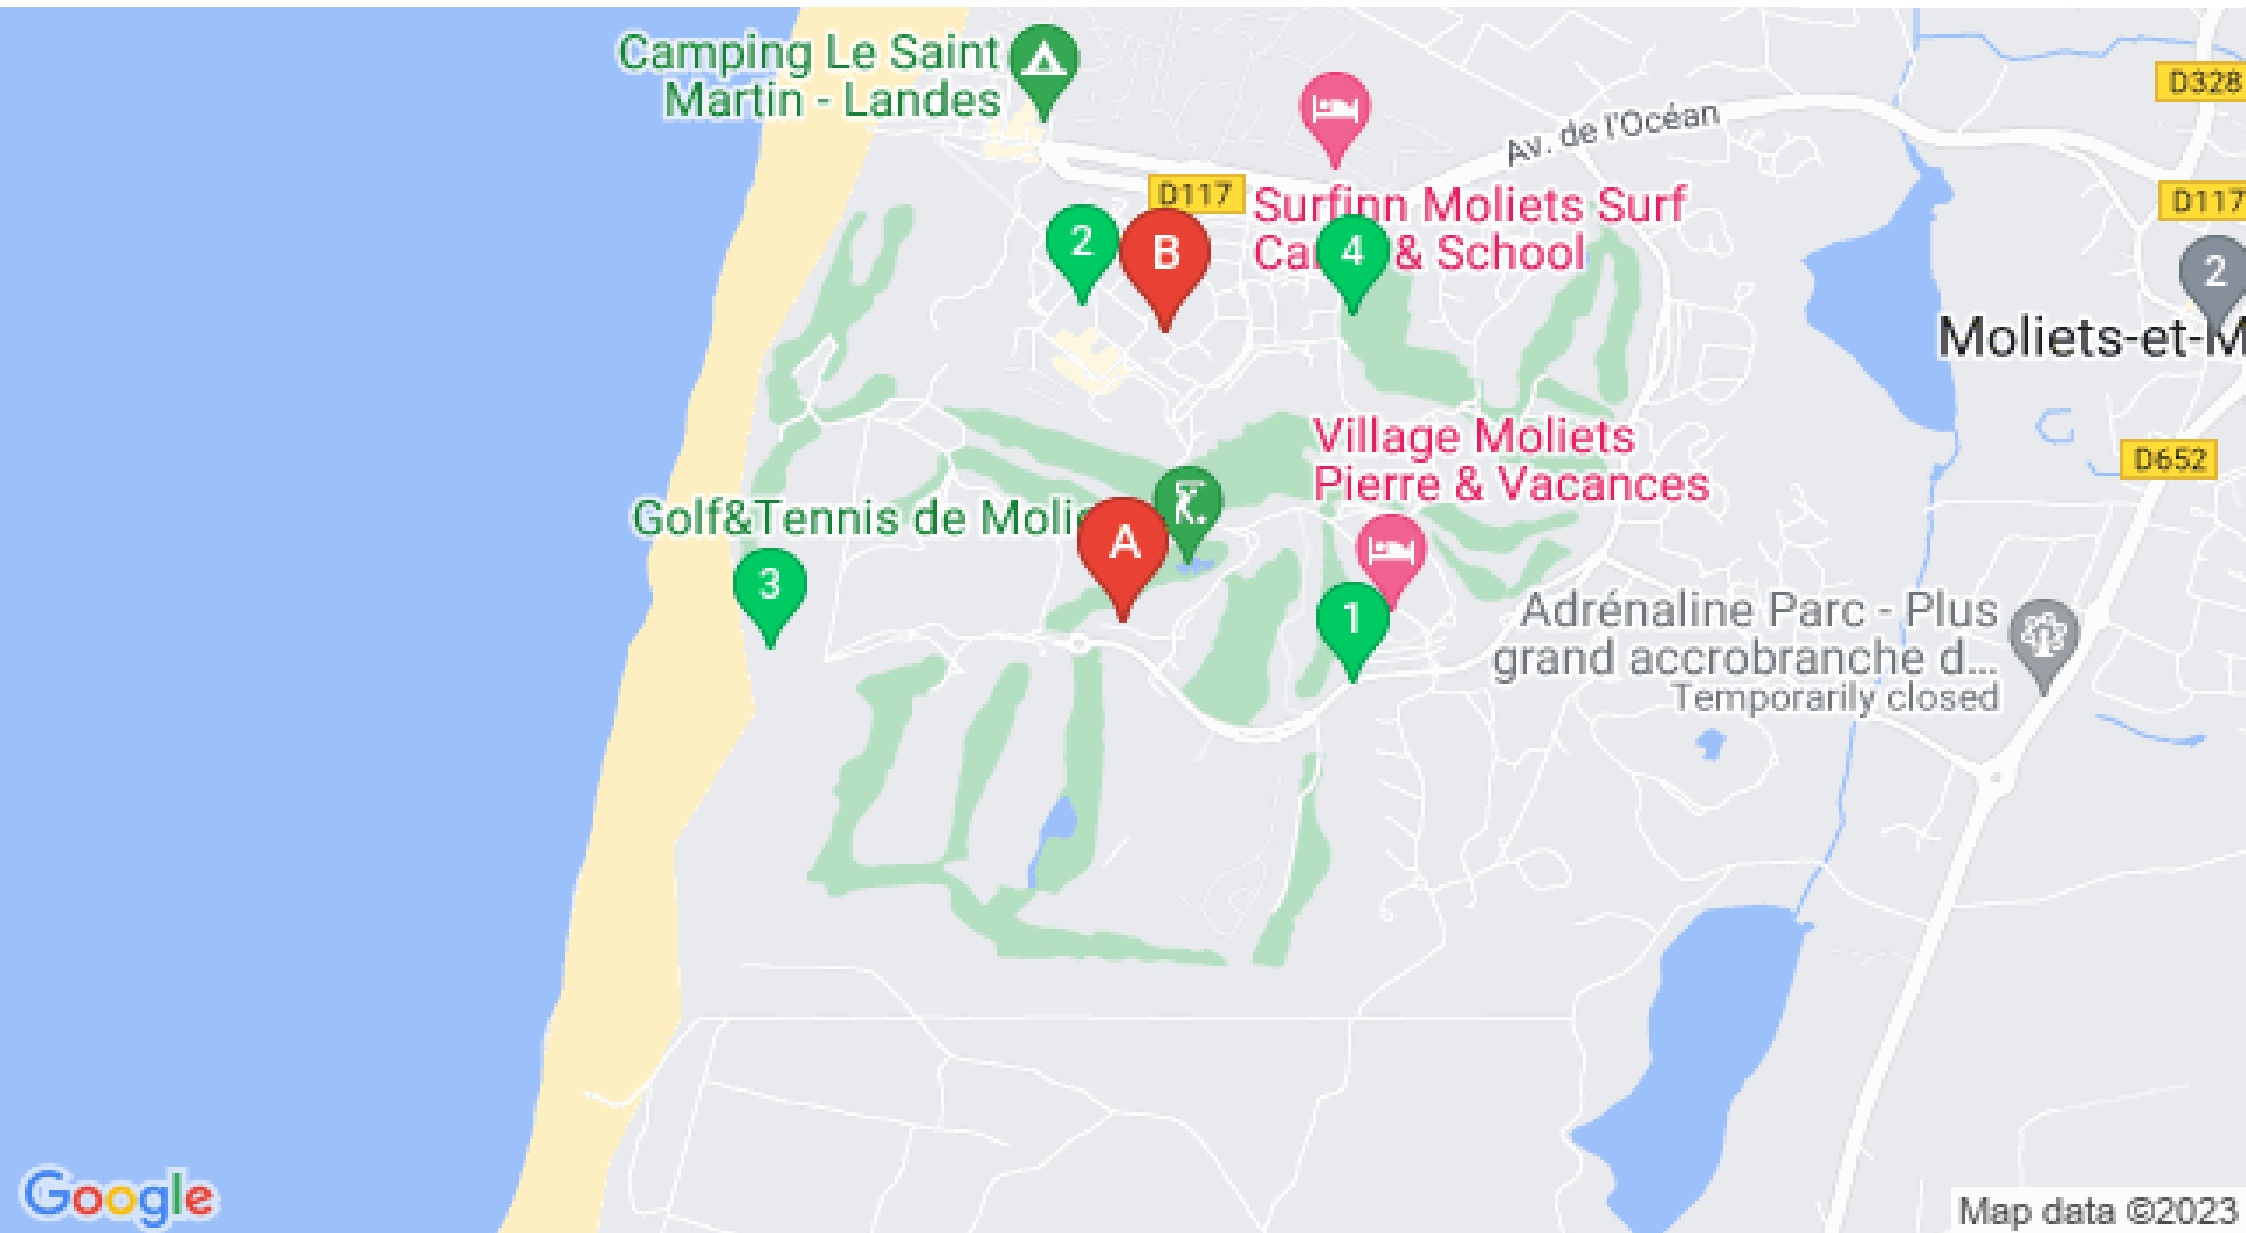 Camping Le Saint
Martin - Landes
Av. de l'Océan
D328
D117
D117
Surfinn Moliets Surf
& School
2
B
4
2
Moliets-et-M
Village Moliets
Pierre & Vacances
D652
Golf&Tennis de
A
3
1
Adrénaline Parc - Plus
grand accrobranche d...
Temporarily closed
Google
Map data ©2023